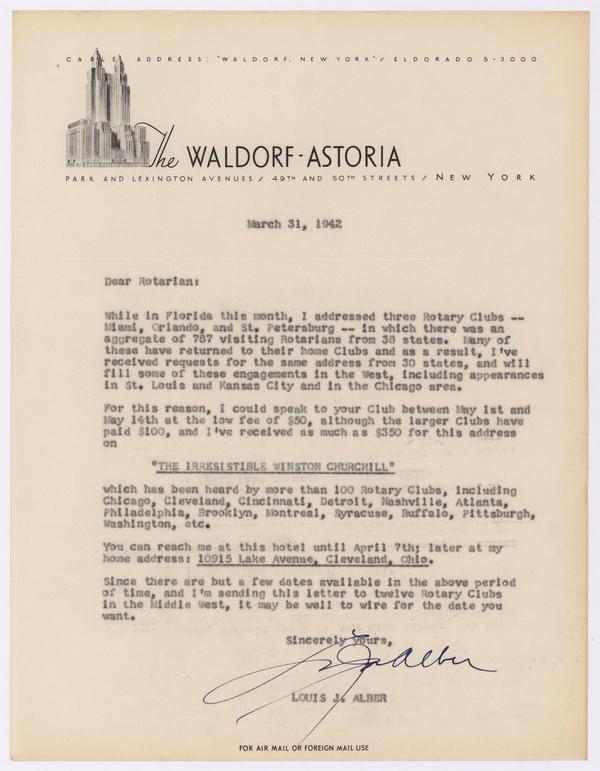 CABLE ADDRESS: "WALDORF, NEW YORK" / ELDORADO 5-3000
The WALDORF-ASTORIA
PARK AND LEXINGTON AVENUES / 49TH AND 50TH STREETS / NEW YORK
March 31, 1942
Dear Rotarian:
While in Florida this month, I addressed three Rotary Clubs --
Miami, Orlando, and St. Petersburg -- in which there was an
aggregate of 787 visiting Rotarians from 38 states. Many of
these have returned to their home Clubs and as a result, I've
received requests for the same address from 30 states, and will
fill some of these engagements in the West, including appearances
in St. Louis and Kansas City and in the Chicago area.
For this reason, I could speak to your Club between May 1st and
May 14th at the low fee of $50, although the larger Clubs have
paid $100, and I've received as much as $350 for this address
on
"THE IRRESISTIBLE WINSTON CHURCHILL"
which has been heard by more than 100 Rotary Clubs, including
Chicago, Cleveland, Cincinnati, Detroit, Nashville, Atlanta,
Philadelphia, Brooklyn, Montreal, Syracuse, Buffalo, Pittsburgh,
Washington, etc.
You can reach me at this hotel until April 7th; later at my
home address: 10915 Lake Avenue, Cleveland, Ohio.
Since there are but a few dates available in the above period
of time, and I'm sending this letter to twelve Rotary Clubs
in the Middle West, it may be well to wire for the date you
want.
Sincerely yours,
L. J. Alber
LOUIS J. ALBER
FOR AIR MAIL OR FOREIGN MAIL USE